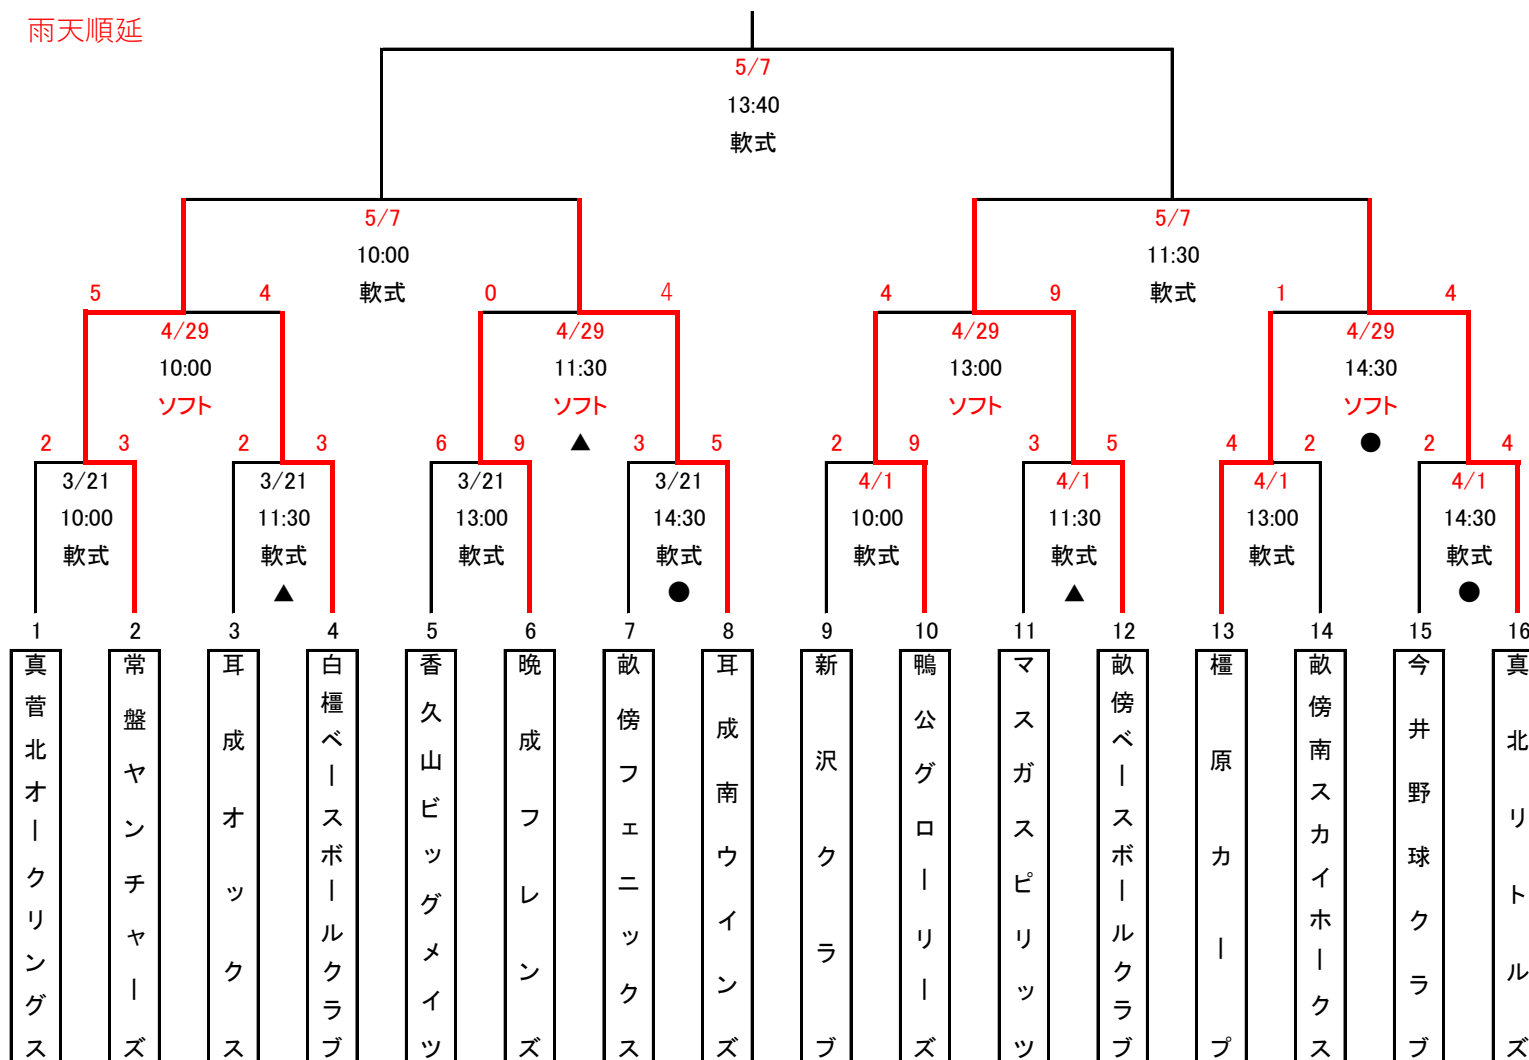 雨天順延
5/7
13:40
軟式
5/7 5/7
10:00 11:30
5 4 軟式 0 4 4 9 軟式 1 4
4/29 4/29 4/29 4/29
10:00 11:30 13:00 14:30
ソフト ソフト ソフト ソフト
2 3 2 3 6 9 ▲ 3 5 2 9 3 5 4 2 ● 2 4
3/21 3/21 3/21 3/21 4/1 4/1 4/1 4/1
10:00 11:30 13:00 14:30 10:00 11:30 13:00 14:30
軟式 軟式 軟式 軟式 軟式 軟式 軟式 軟式
▲ ● ▲ ●
1 2 3 4 5 6 7 8 9 10 11 12 13 14 15 16
真菅北オークリングス
常盤ヤンチャーズ
耳成オックス
白橿ベースボールクラブ
香久山ビッグメイツ
晩成フレンズ
畝傍フェニックス
耳成南ウインズ
新沢クラブ
鴨公グローリーズ
マスガスピリッツ
畝傍ベースボールクラブ
橿原カープ
畝傍南スカイホークス
今井野球クラブ
真北リトルズ